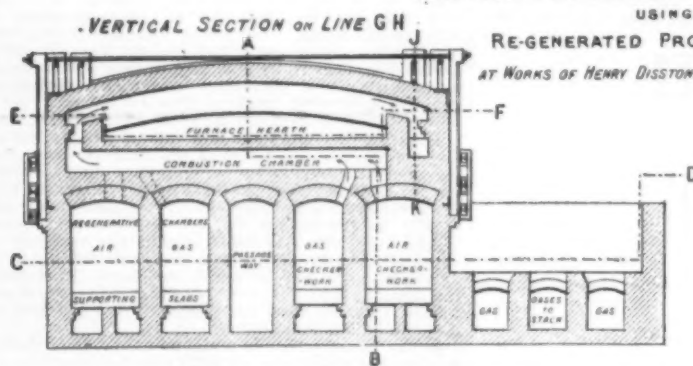 VERTICAL SECTION ON LINE GH
USING
RE-GENERATED PRO
AT WORKS OF HENRY DISSTON
A
J
E
F
FURNACE HEARTH
COMBUSTION CHAMBER
D
K
REGENERATIVE
CHAMBERS
AIR
GAS
PASSAGE
WAY
GAS
AIR
C
CHECKER-
WORK
CHECKER-
WORK
SUPPORTING
SLABS
GAS
GASES
TO
STACK
GAS
B